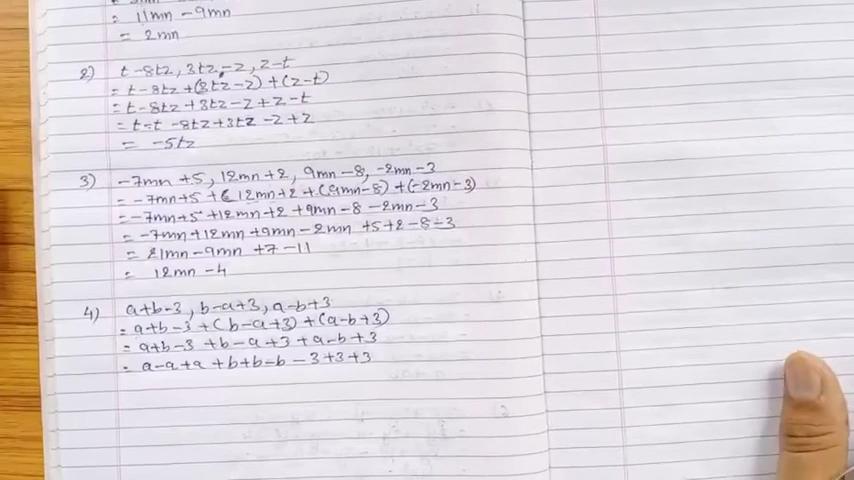 = 11mn - 9mn
= 2mn
2) t - 8tz, 3tz - z, z - t
= t - 8tz + (3tz - z) + (z - t)
= t - 8tz + 3tz - z + z - t
= t - t - 8tz + 3tz - z + z
= -5tz
3) -7mn + 5, 12mn + 2, 9mn - 8, -2mn - 3
= -7mn + 5 + ( 12mn + 2 + (9mn - 8) + (-2mn - 3)
= -7mn + 5 + 12mn + 2 + 9mn - 8 - 2mn - 3
= -7mn + 12mn + 9mn - 2mn + 5 + 2 - 8 - 3
= 21mn - 9mn + 7 - 11
= 12mn - 4
4) a + b - 3, b - a + 3, a - b + 3
= a + b - 3 + (b - a + 3) + (a - b + 3)
= a + b - 3 + b - a + 3 + a - b + 3
= a - a + a + b + b - b - 3 + 3 + 3